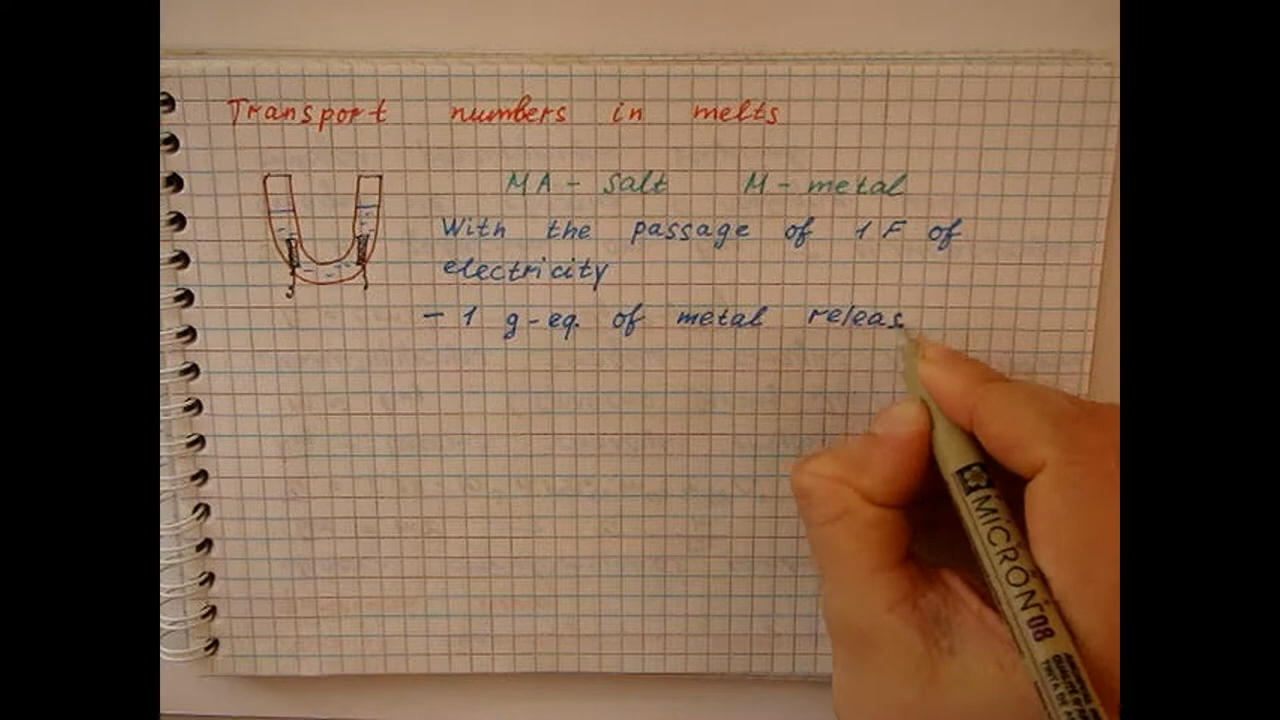 Transport numbers in melts
MA - salt M - metal
With the passage of 1 F of
electricity
- 1 g-eq. of metal releas
MICRON 08